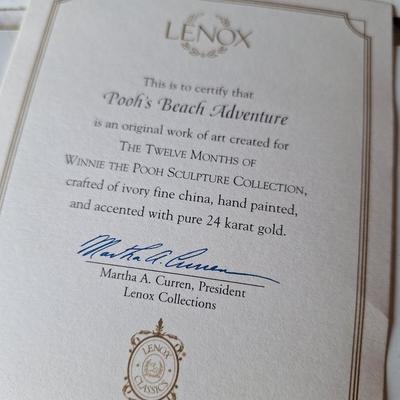 LENOX
This is to certify that
Pooh's Beach Adventure
is an original work of art created for
THE TWELVE MONTHS OF
WINNIE THE POOH SCULPTURE COLLECTION,
crafted of ivory fine china, hand painted,
and accented with pure 24 karat gold.
Martha A. Curren
Martha A. Curren, President
Lenox Collections
LENOX
CLASSICS